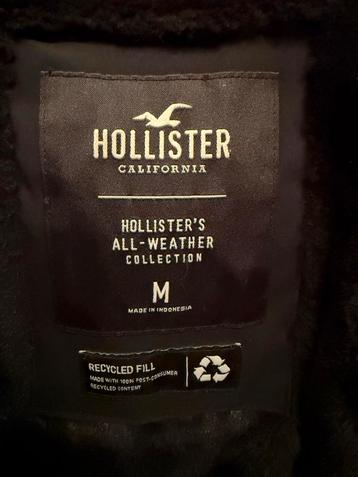 HOLLISTER
CALIFORNIA
HOLLISTER'S
ALL-WEATHER
COLLECTION
M
MADE IN INDONESIA
RECYCLED FILL
MADE WITH 100% POST-CONSUMER
RECYCLED CONTENT